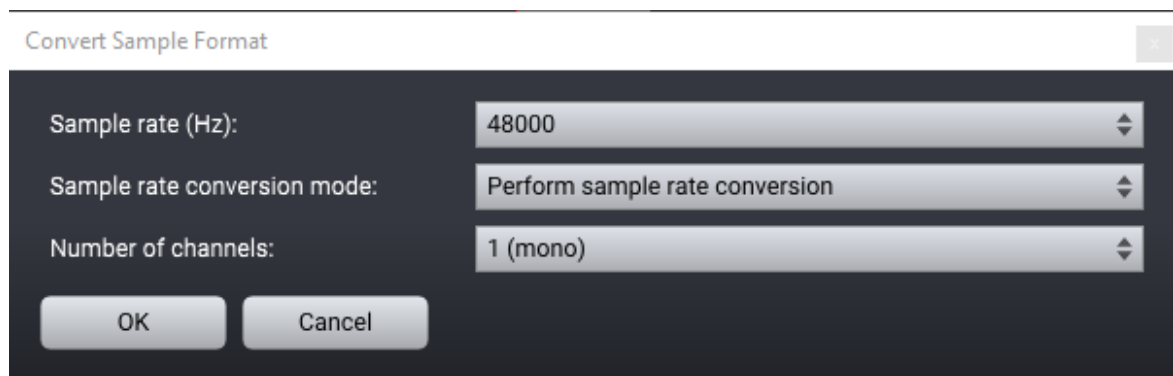 Convert Sample Format
x
Sample rate (Hz): 48000
Sample rate conversion mode: Perform sample rate conversion
Number of channels: 1 (mono)
OK Cancel